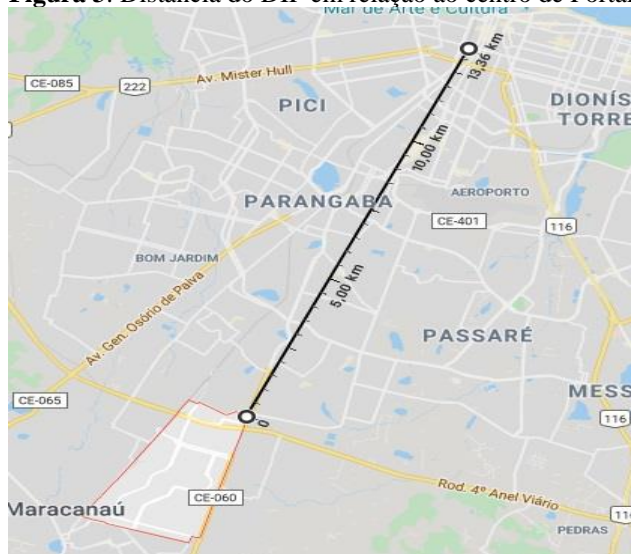 Figura 3. Distância do DIF em relação ao centro de Fortal
Mar de Arte e Cultura
CE-085
222
Av. Mister Hull
13,36 km
PICI
DIONÍS
TORRE
10,00 km
PARANGABA
AEROPORTO
CE-401
116
BOM JARDIM
5,00 km
Av. Gen. Osório de Paiva
PASSARÉ
CE-065
MESS
116
0
CE-060
Rod. 4º Anel Viário
Maracanaú
116
PEDRAS